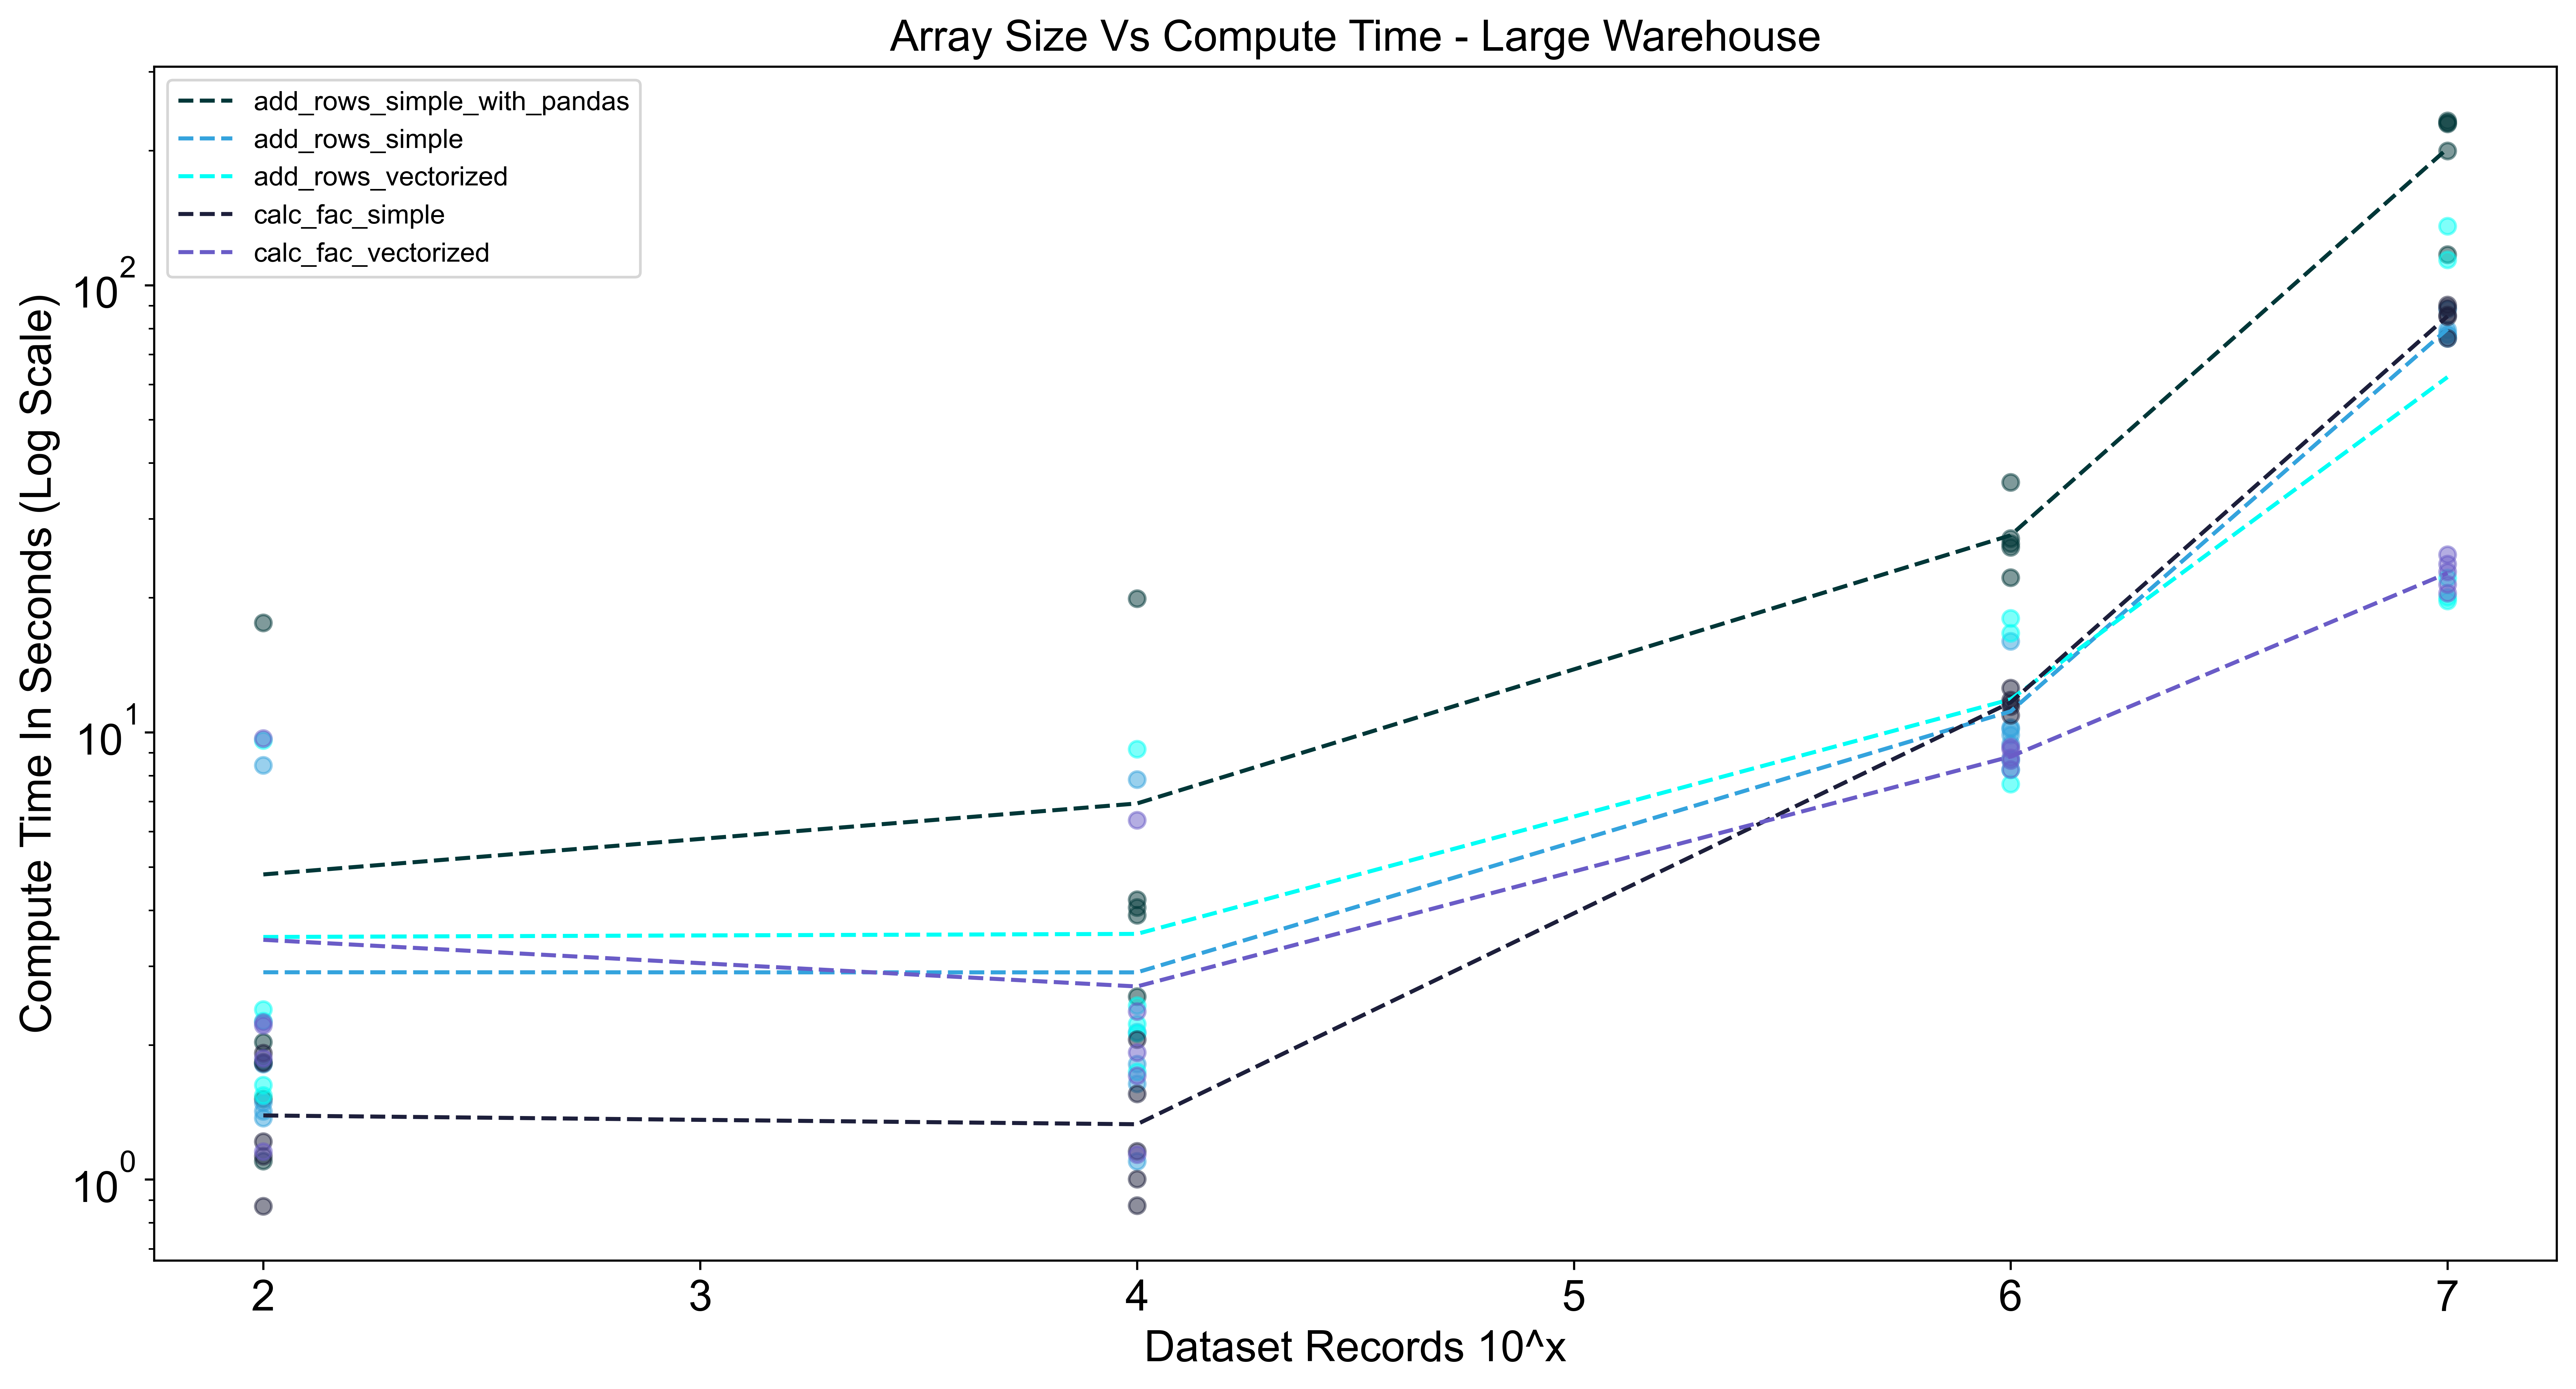 Array Size Vs Compute Time - Large Warehouse
add_rows_simple_with_pandas
add_rows_simple
add_rows_vectorized
calc_fac_simple
calc_fac_vectorized
Compute Time In Seconds (Log Scale)
10^2
10^1
10^0
2 3 4 5 6 7
Dataset Records 10^x